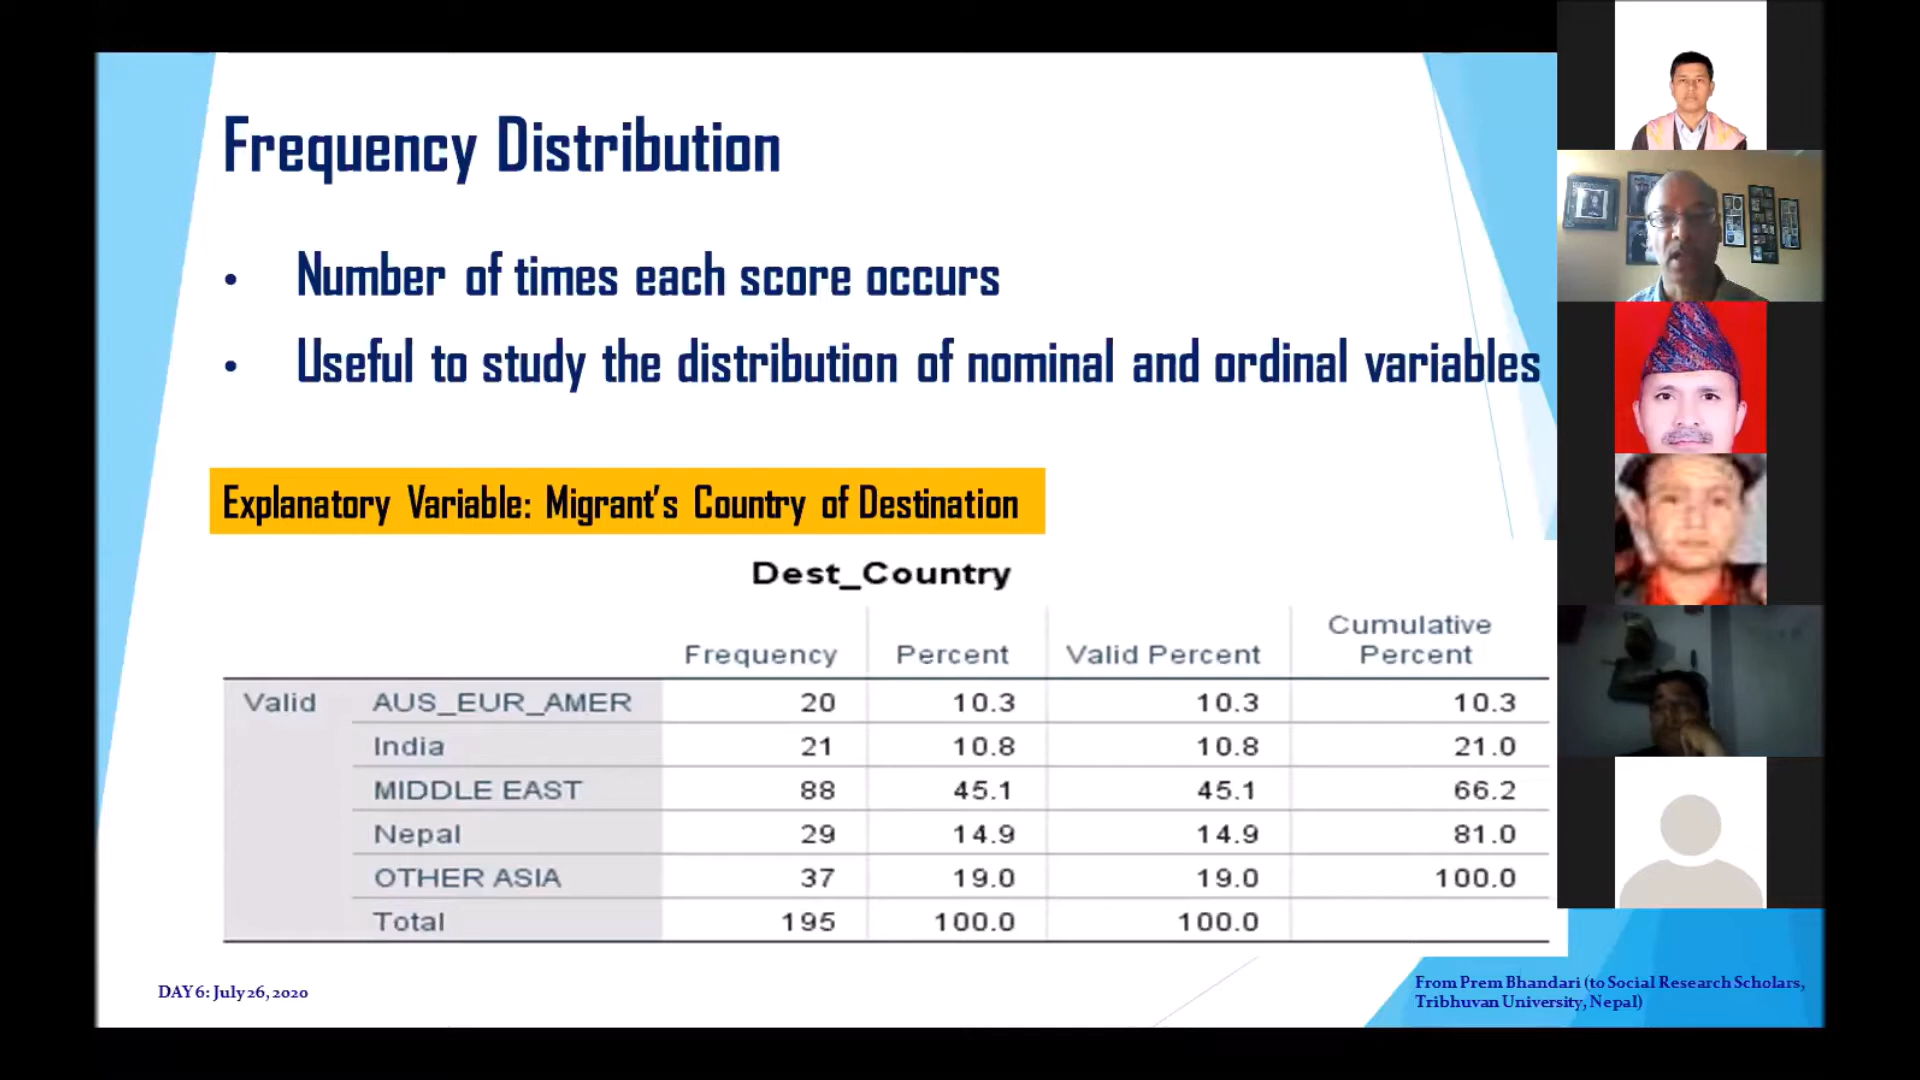 Frequency Distribution
• Number of times each score occurs
• Useful to study the distribution of nominal and ordinal variables
Explanatory Variable: Migrant's Country of Destination
Dest_Country
Frequency Percent Valid Percent Cumulative Percent
Valid AUS_EUR_AMER 20 10.3 10.3 10.3
India 21 10.8 10.8 21.0
MIDDLE EAST 88 45.1 45.1 66.2
Nepal 29 14.9 14.9 81.0
OTHER ASIA 37 19.0 19.0 100.0
Total 195 100.0 100.0
DAY 6: July 26, 2020
From Prem Bhandari (to Social Research Scholars,
Tribhuvan University, Nepal)